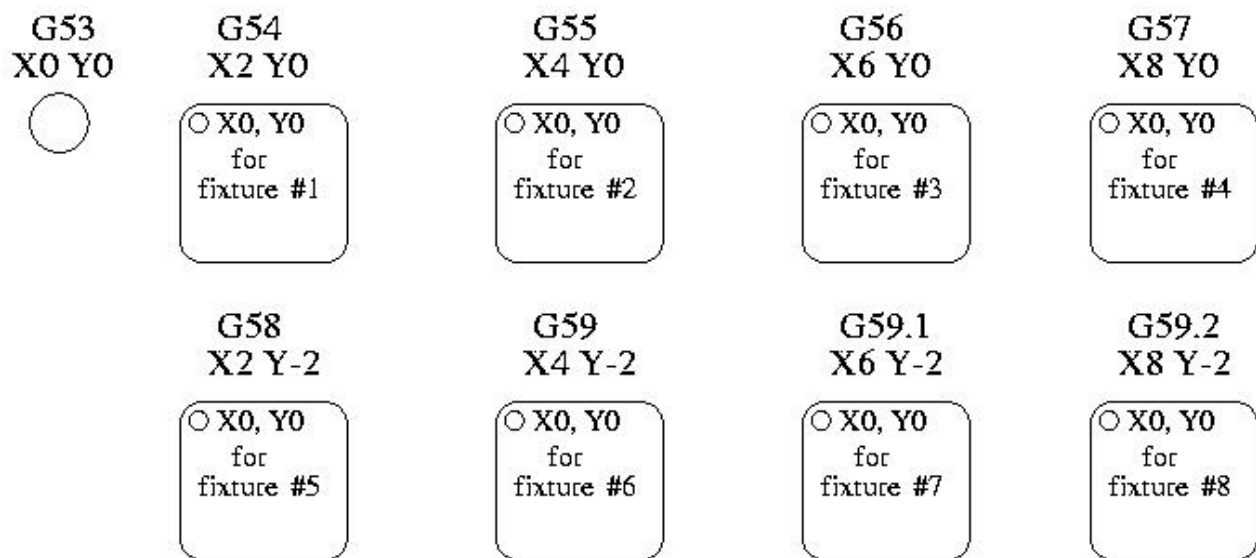 G53 G54 G55 G56 G57
X0 Y0 X2 Y0 X4 Y0 X6 Y0 X8 Y0
X0, Y0 X0, Y0 X0, Y0 X0, Y0
for for for for
fixture #1 fixture #2 fixture #3 fixture #4
G58 G59 G59.1 G59.2
X2 Y-2 X4 Y-2 X6 Y-2 X8 Y-2
X0, Y0 X0, Y0 X0, Y0 X0, Y0
for for for for
fixture #5 fixture #6 fixture #7 fixture #8